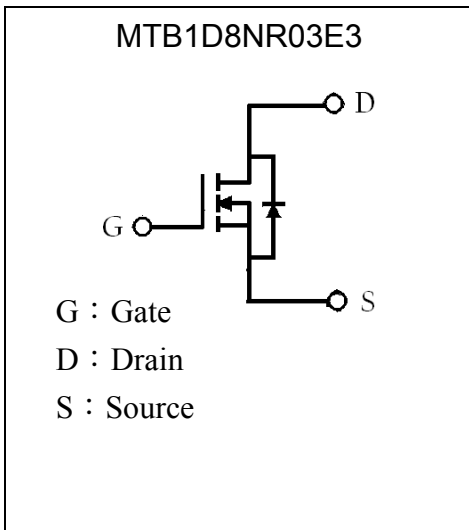 MTB1D8NR03E3
D
G
S
G：Gate
D：Drain
S：Source